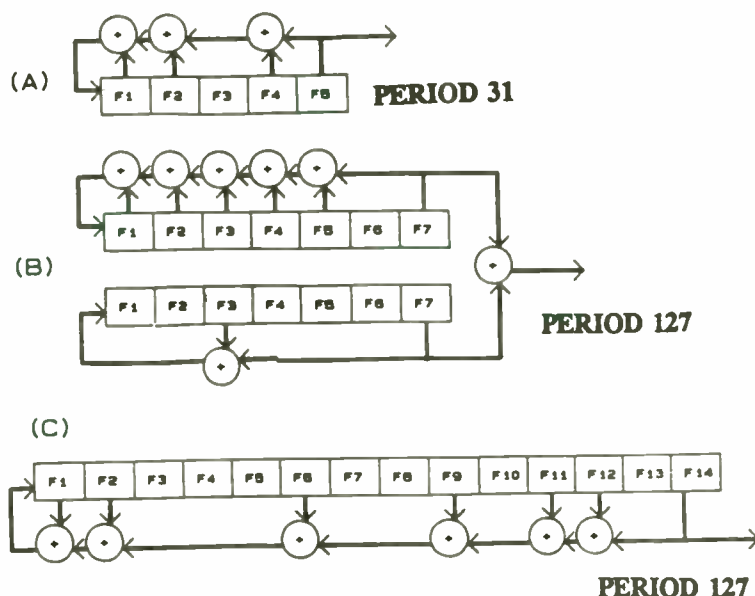 (A)
F1 F2 F3 F4 F5
PERIOD 31
(B)
F1 F2 F3 F4 F5 F6 F7
F1 F2 F3 F4 F5 F6 F7
PERIOD 127
(C)
F1 F2 F3 F4 F5 F6 F7 F8 F9 F10 F11 F12 F13 F14
PERIOD 127